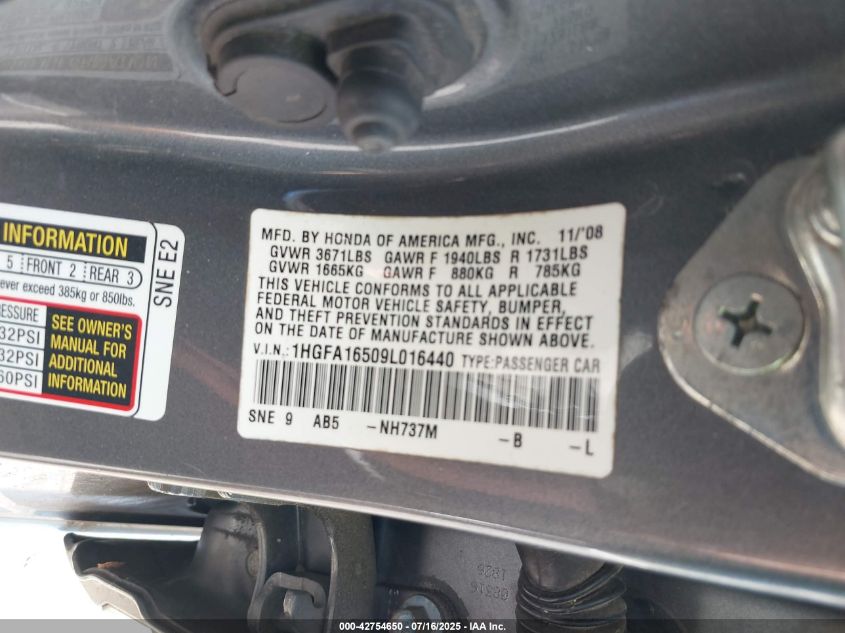 INFORMATION
5 FRONT 2 REAR 3
ever exceed 385kg or 850lbs.
PRESSURE
32PSI
32PSI
60PSI
SEE OWNER'S
MANUAL FOR
ADDITIONAL
INFORMATION
SNE E2
MFD. BY HONDA OF AMERICA MFG., INC. 11/'08
GVWR 3671LBS GAWR F 1940LBS R 1731LBS
GVWR 1665KG GAWR F 880KG R 785KG
THIS VEHICLE CONFORMS TO ALL APPLICABLE
FEDERAL MOTOR VEHICLE SAFETY, BUMPER,
AND THEFT PREVENTION STANDARDS IN EFFECT
ON THE DATE OF MANUFACTURE SHOWN ABOVE.
V.I.N.: 1HGFA16509L016440 TYPE:PASSENGER CAR
SNE 9 AB5 -NH737M -B -L
000-42754650 - 07/16/2025 - IAA Inc.